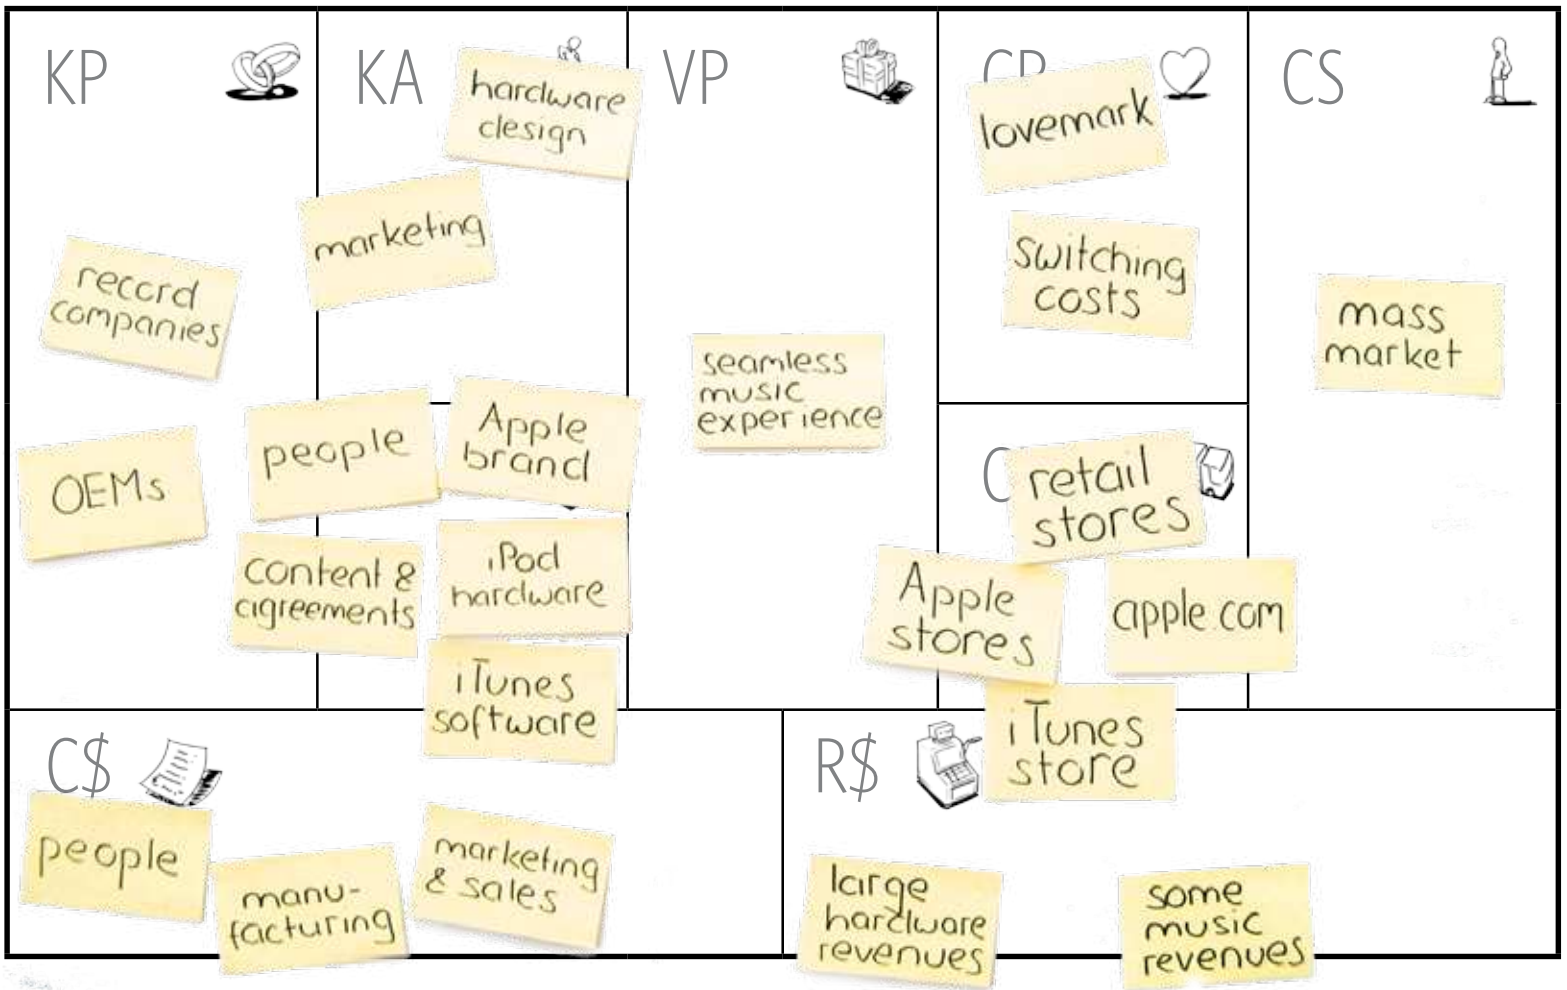 KP
record
companies
OEMs
KA
hardware
design
marketing
people
Apple
brand
content &
agreements
iPod
hardware
iTunes
software
VP
seamless
music
experience
CR
lovemark
switching
costs
C
retail
stores
Apple
stores
apple.com
iTunes
store
CS
mass
market
C$
people
manu-
facturing
marketing
& sales
R$
large
hardware
revenues
some
music
revenues